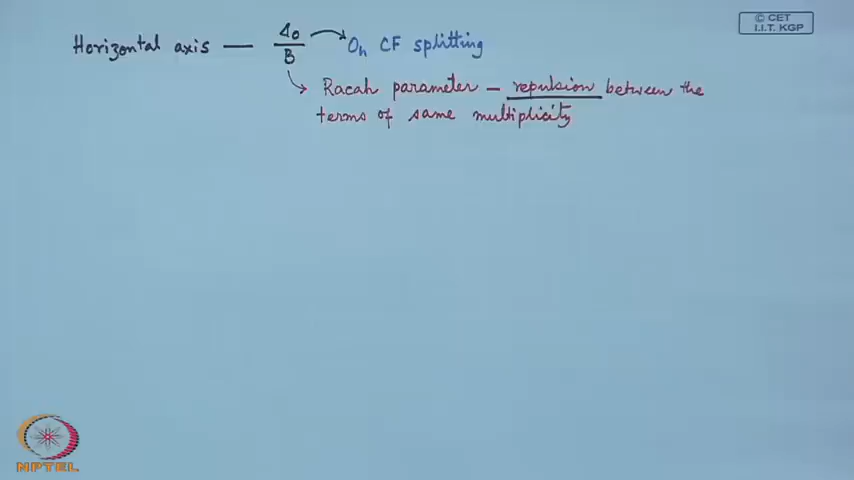 © CET
I.I.T. KGP
Horizontal axis — Δo/B → Oh CF splitting
→ Racah parameter — repulsion between the
terms of same multiplicity
NPTEL